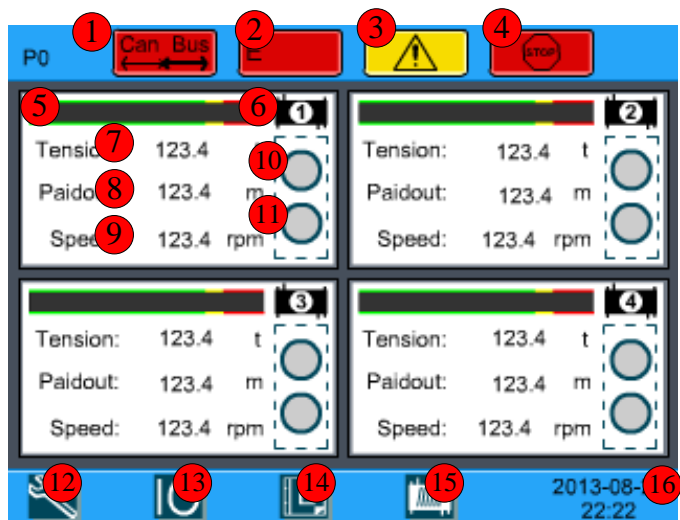 1 2 3 4
P0 Can Bus E STOP
5 6 1 2
7 123.4 Tension: 123.4 t
10
8 123.4 m Paidout: 123.4 m
11
9 123.4 rpm Speed: 123.4 rpm
3 4
Tension: 123.4 t Tension: 123.4 t
Paidout: 123.4 m Paidout: 123.4 m
Speed: 123.4 rpm Speed: 123.4 rpm
12 13 14 15 16
2013-08-
22:22